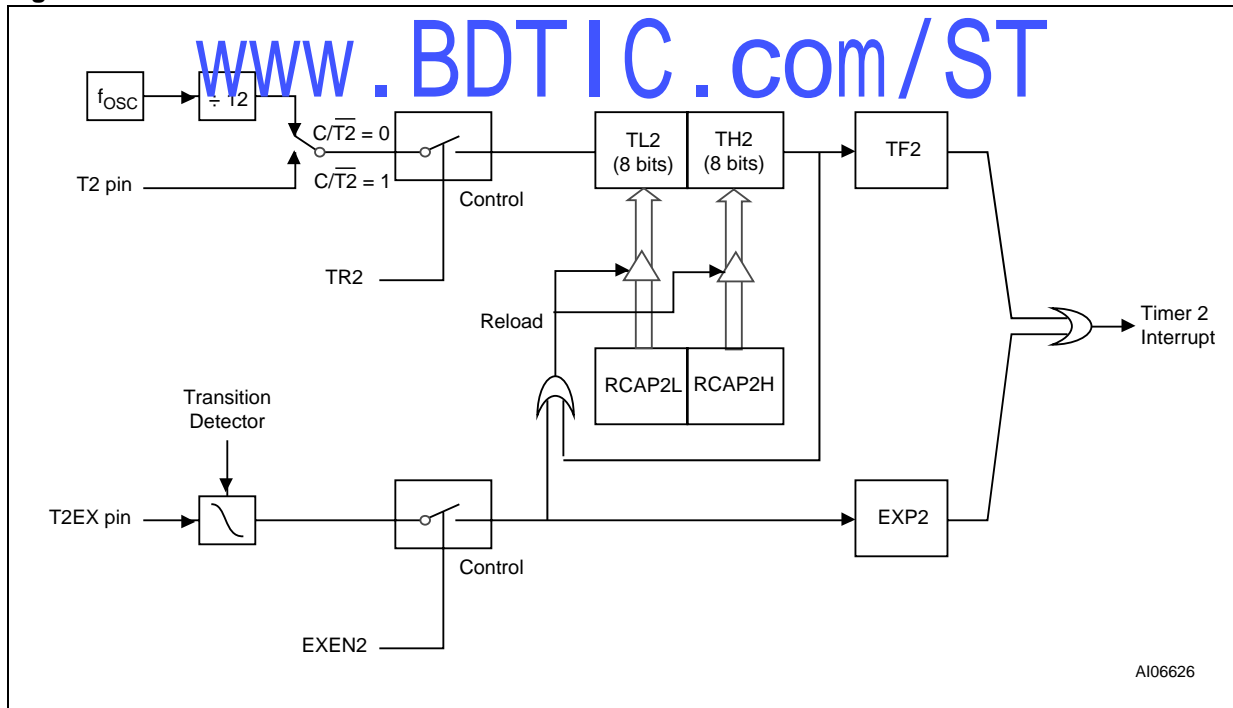 www.BDTIC.com/ST
fOSC
÷ 12
C/T2 = 0
C/T2 = 1
T2 pin
Control
TR2
TL2
(8 bits)
TH2
(8 bits)
TF2
Reload
RCAP2L
RCAP2H
Timer 2
Interrupt
Transition
Detector
T2EX pin
Control
EXEN2
EXP2
AI06626